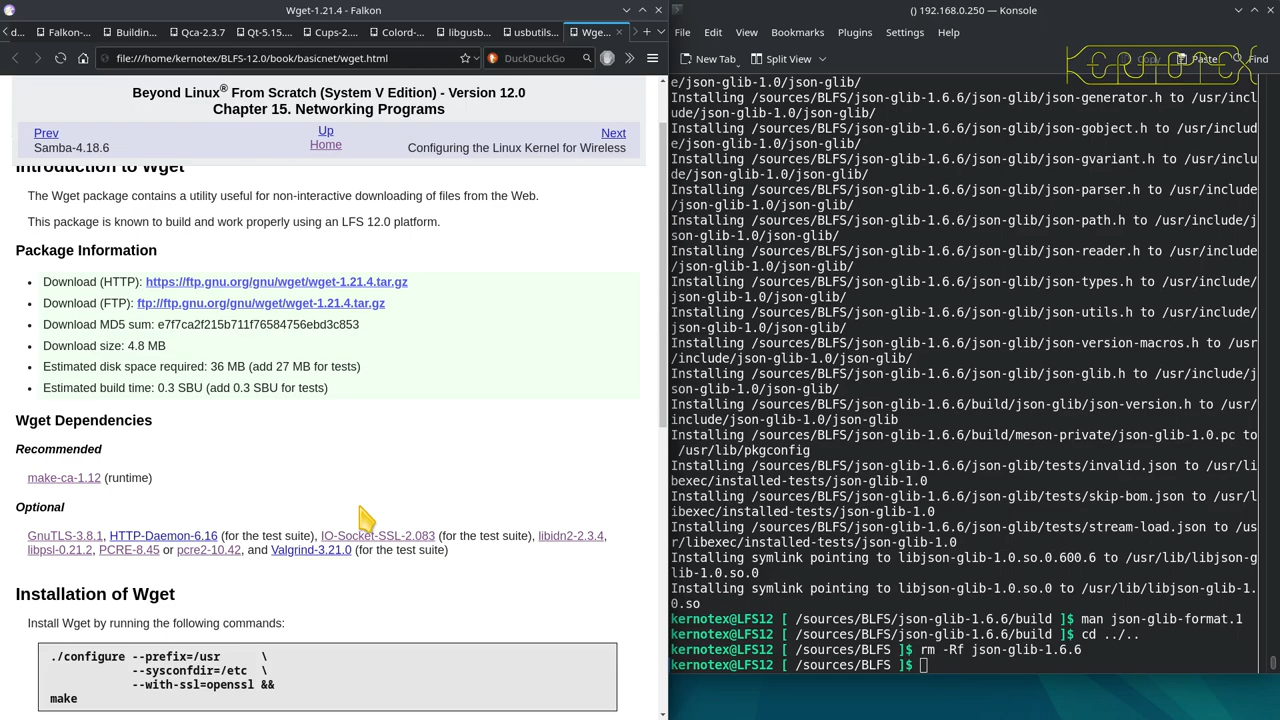 Wget-1.21.4 - Falkon
d...
Falkon-...
Buildin...
Qca-2.3.7
Qt-5.15....
Cups-2....
Colord-...
libgusb...
usbutils...
Wge...
file:///home/kernotex/BLFS-12.0/book/basicnet/wget.html
DuckDuckGo
Beyond Linux® From Scratch (System V Edition) - Version 12.0
Chapter 15. Networking Programs
Prev
Up
Next
Samba-4.18.6
Home
Configuring the Linux Kernel for Wireless
Introduction to Wget
The Wget package contains a utility useful for non-interactive downloading of files from the Web.
This package is known to build and work properly using an LFS 12.0 platform.
Package Information
• Download (HTTP): https://ftp.gnu.org/gnu/wget/wget-1.21.4.tar.gz
• Download (FTP): ftp://ftp.gnu.org/gnu/wget/wget-1.21.4.tar.gz
• Download MD5 sum: e7f7ca2f215b711f76584756ebd3c853
• Download size: 4.8 MB
• Estimated disk space required: 36 MB (add 27 MB for tests)
• Estimated build time: 0.3 SBU (add 0.3 SBU for tests)
Wget Dependencies
Recommended
make-ca-1.12 (runtime)
Optional
GnuTLS-3.8.1, HTTP-Daemon-6.16 (for the test suite), IO-Socket-SSL-2.083 (for the test suite), libidn2-2.3.4,
libpsl-0.21.2, PCRE-8.45 or pcre2-10.42, and Valgrind-3.21.0 (for the test suite)
Installation of Wget
Install Wget by running the following commands:
./configure --prefix=/usr \
--sysconfdir=/etc \
--with-ssl=openssl &&
make
() 192.168.0.250 — Konsole
File Edit View Bookmarks Plugins Settings Help
New Tab Split View Copy Paste Find
KERNOTEX
e/json-glib-1.0/json-glib/
Installing /sources/BLFS/json-glib-1.6.6/json-glib/json-generator.h to /usr/incl
ude/json-glib-1.0/json-glib/
Installing /sources/BLFS/json-glib-1.6.6/json-glib/json-gobject.h to /usr/includ
e/json-glib-1.0/json-glib/
Installing /sources/BLFS/json-glib-1.6.6/json-glib/json-gvariant.h to /usr/inclu
de/json-glib-1.0/json-glib/
Installing /sources/BLFS/json-glib-1.6.6/json-glib/json-parser.h to /usr/include
/json-glib-1.0/json-glib/
Installing /sources/BLFS/json-glib-1.6.6/json-glib/json-path.h to /usr/include/j
son-glib-1.0/json-glib/
Installing /sources/BLFS/json-glib-1.6.6/json-glib/json-reader.h to /usr/include
/json-glib-1.0/json-glib/
Installing /sources/BLFS/json-glib-1.6.6/json-glib/json-types.h to /usr/include/
json-glib-1.0/json-glib/
Installing /sources/BLFS/json-glib-1.6.6/json-glib/json-utils.h to /usr/include/
json-glib-1.0/json-glib/
Installing /sources/BLFS/json-glib-1.6.6/json-glib/json-version-macros.h to /usr
/include/json-glib-1.0/json-glib/
Installing /sources/BLFS/json-glib-1.6.6/json-glib/json-glib.h to /usr/include/j
son-glib-1.0/json-glib/
Installing /sources/BLFS/json-glib-1.6.6/build/json-glib/json-version.h to /usr/
include/json-glib-1.0/json-glib
Installing /sources/BLFS/json-glib-1.6.6/build/meson-private/json-glib-1.0.pc to
/usr/lib/pkgconfig
Installing /sources/BLFS/json-glib-1.6.6/json-glib/tests/invalid.json to /usr/li
bexec/installed-tests/json-glib-1.0
Installing /sources/BLFS/json-glib-1.6.6/json-glib/tests/skip-bom.json to /usr/l
ibexec/installed-tests/json-glib-1.0
Installing /sources/BLFS/json-glib-1.6.6/json-glib/tests/stream-load.json to /us
r/libexec/installed-tests/json-glib-1.0
Installing symlink pointing to libjson-glib-1.0.so.0.600.6 to /usr/lib/libjson-g
lib-1.0.so.0
Installing symlink pointing to libjson-glib-1.0.so.0 to /usr/lib/libjson-glib-1.
0.so
kernotex@LFS12 [ /sources/BLFS/json-glib-1.6.6/build ]$ man json-glib-format.1
kernotex@LFS12 [ /sources/BLFS/json-glib-1.6.6/build ]$ cd ../..
kernotex@LFS12 [ /sources/BLFS ]$ rm -Rf json-glib-1.6.6
kernotex@LFS12 [ /sources/BLFS ]$